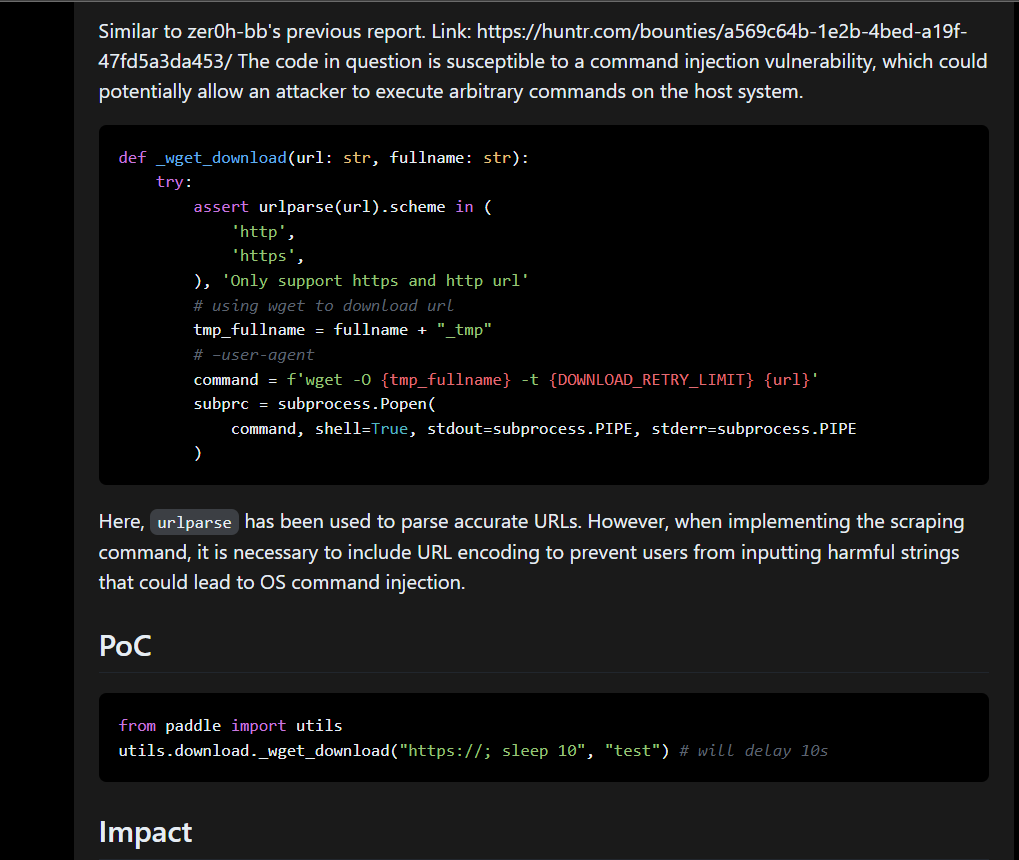 Similar to zer0h-bb's previous report. Link: https://huntr.com/bounties/a569c64b-1e2b-4bed-a19f-
47fd5a3da453/ The code in question is susceptible to a command injection vulnerability, which could
potentially allow an attacker to execute arbitrary commands on the host system.
def _wget_download(url: str, fullname: str):
    try:
        assert urlparse(url).scheme in (
            'http',
            'https',
        ), 'Only support https and http url'
        # using wget to download url
        tmp_fullname = fullname + "_tmp"
        # –user-agent
        command = f'wget -O {tmp_fullname} -t {DOWNLOAD_RETRY_LIMIT} {url}'
        subprc = subprocess.Popen(
            command, shell=True, stdout=subprocess.PIPE, stderr=subprocess.PIPE
        )
Here, urlparse has been used to parse accurate URLs. However, when implementing the scraping
command, it is necessary to include URL encoding to prevent users from inputting harmful strings
that could lead to OS command injection.
PoC
from paddle import utils
utils.download._wget_download("https://; sleep 10", "test") # will delay 10s
Impact